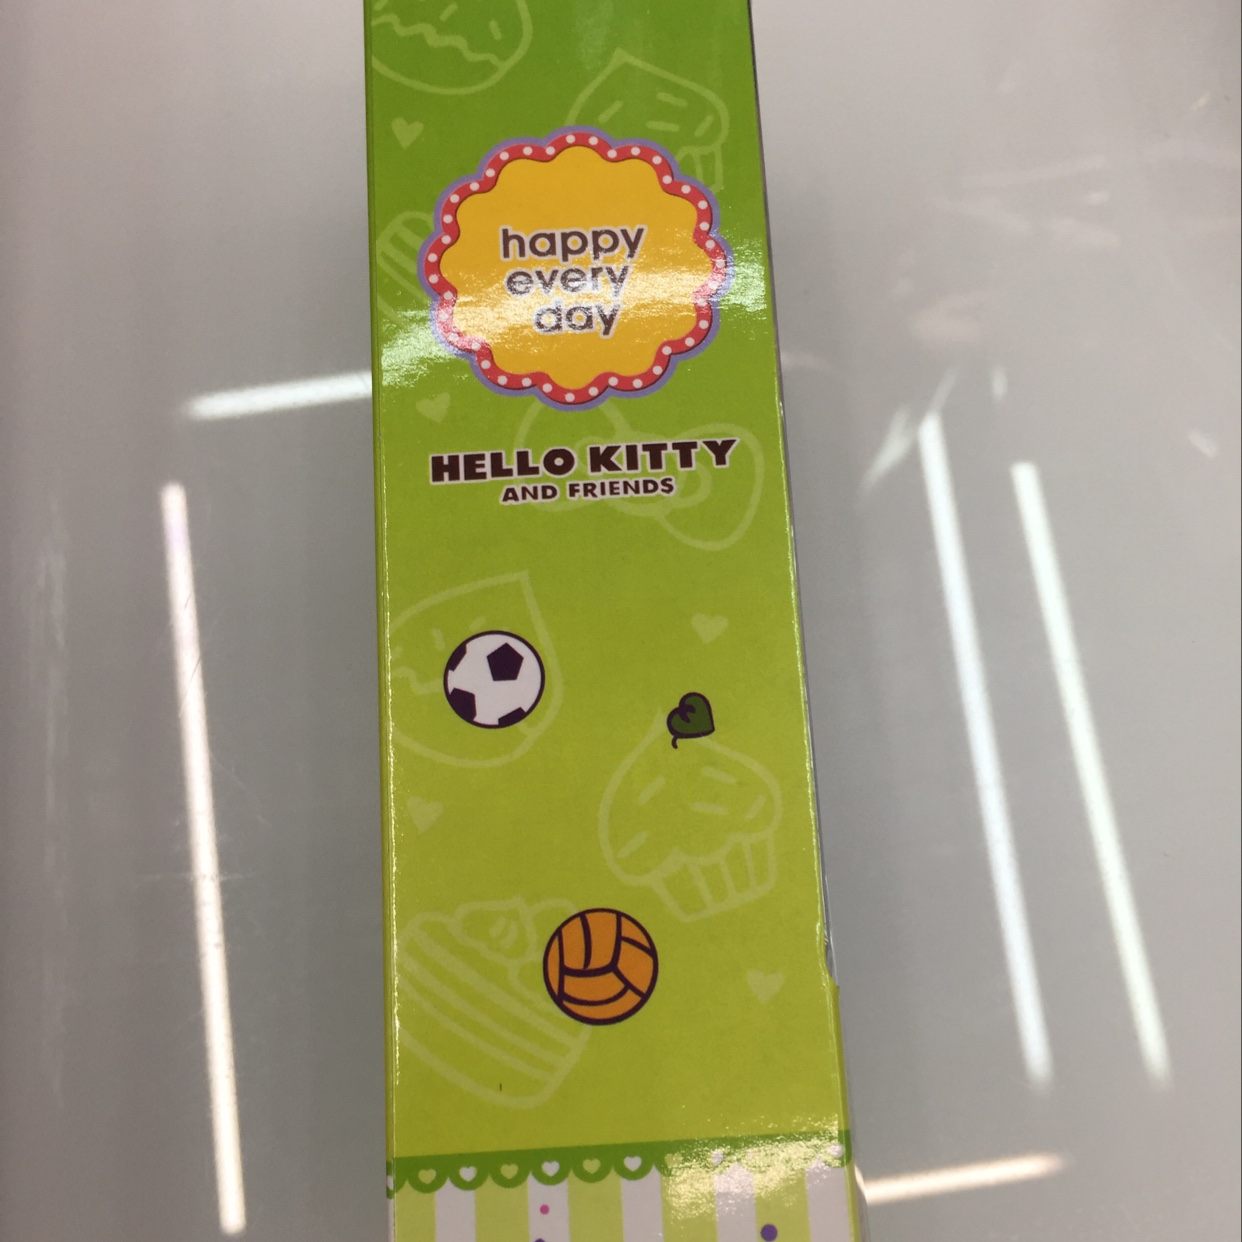 happy
every
day
HELLO KITTY
AND FRIENDS